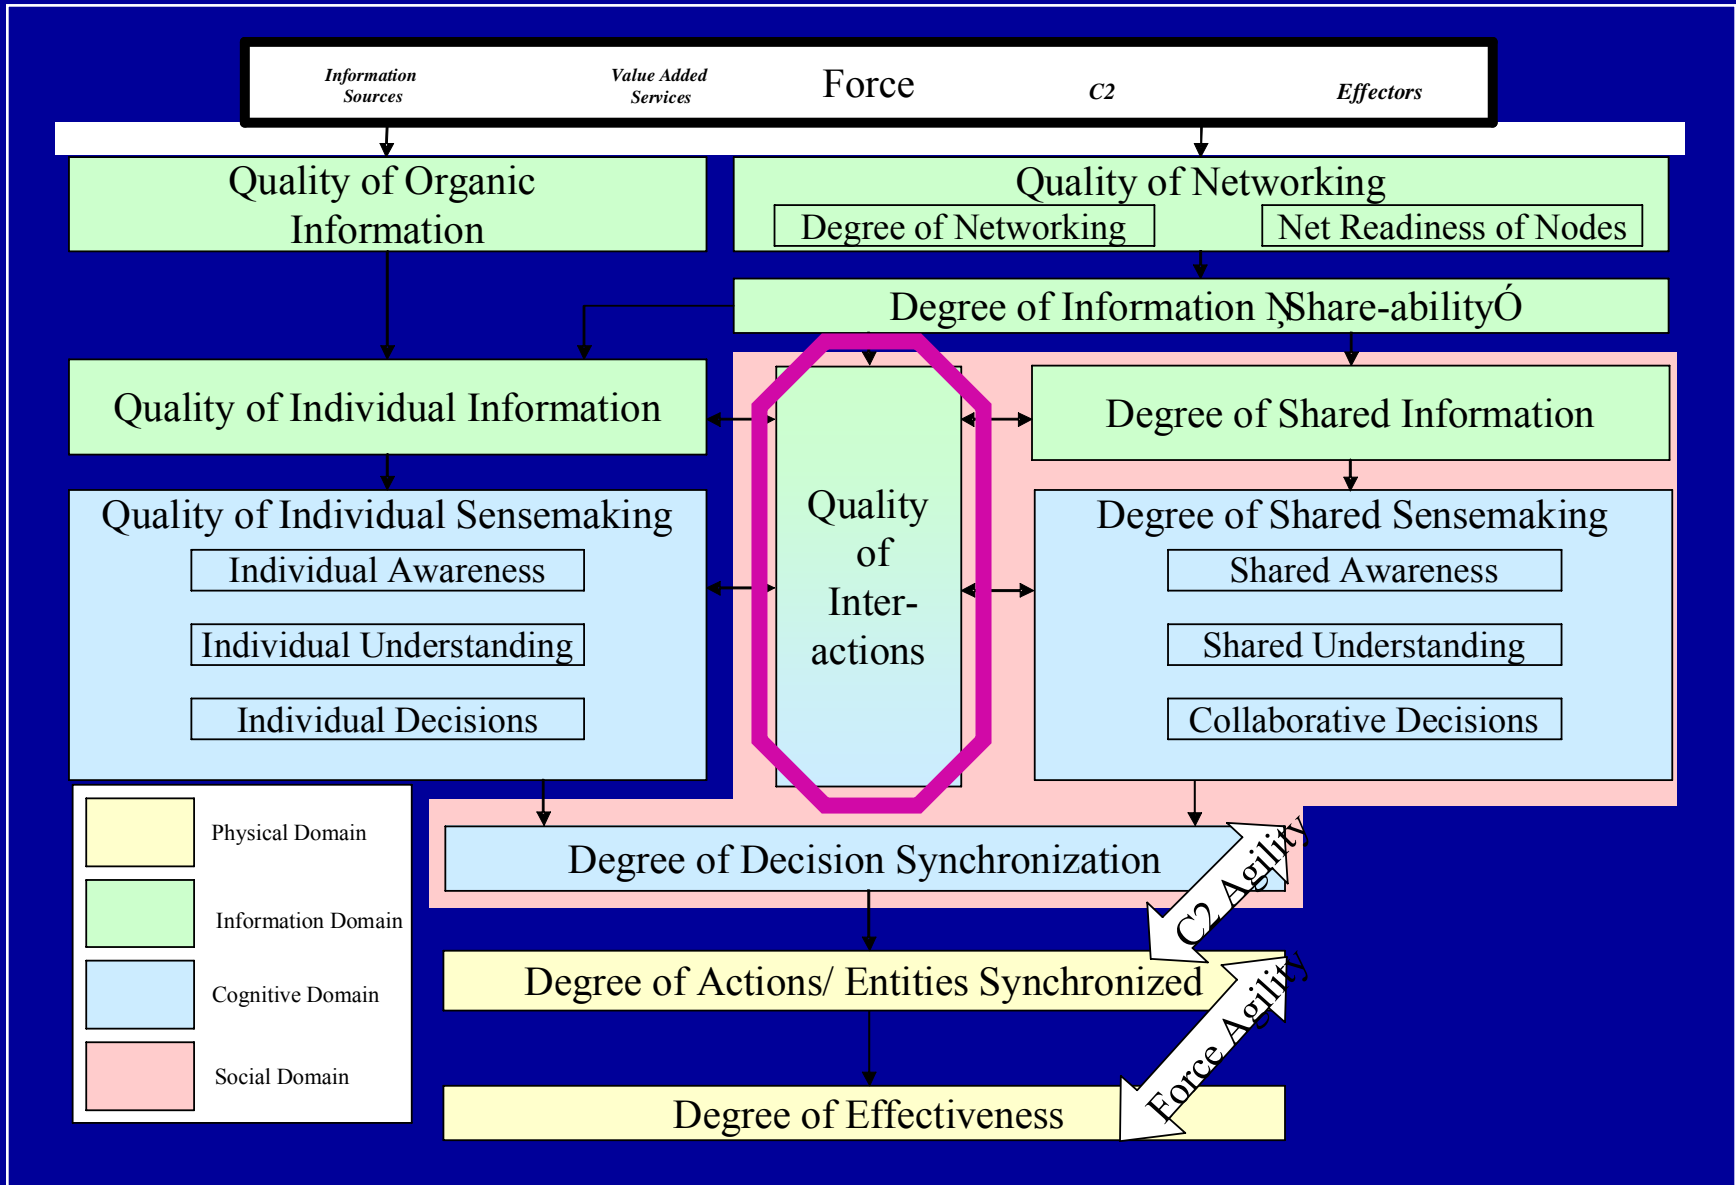 Information
Sources
Value Added
Services
Force
C2
Effectors
Quality of Organic
Information
Quality of Networking
Degree of Networking
Net Readiness of Nodes
Degree of Information ŅShare-abilityÓ
Quality of Individual Information
Degree of Shared Information
Quality of Individual Sensemaking
Individual Awareness
Individual Understanding
Individual Decisions
Quality
of
Inter-
actions
Degree of Shared Sensemaking
Shared Awareness
Shared Understanding
Collaborative Decisions
Physical Domain
Information Domain
Cognitive Domain
Social Domain
Degree of Decision Synchronization
C2 Agility
Degree of Actions/ Entities Synchronized
Force Agility
Degree of Effectiveness